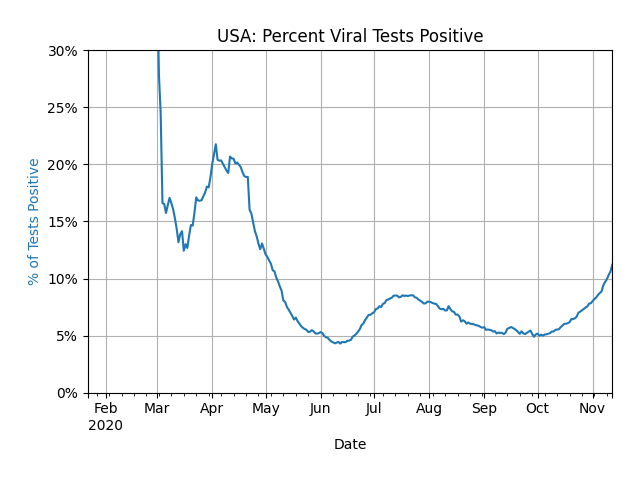 USA: Percent Viral Tests Positive
30%
25%
20%
15%
10%
5%
0%
% of Tests Positive
Feb Mar Apr May Jun Jul Aug Sep Oct Nov
2020
Date